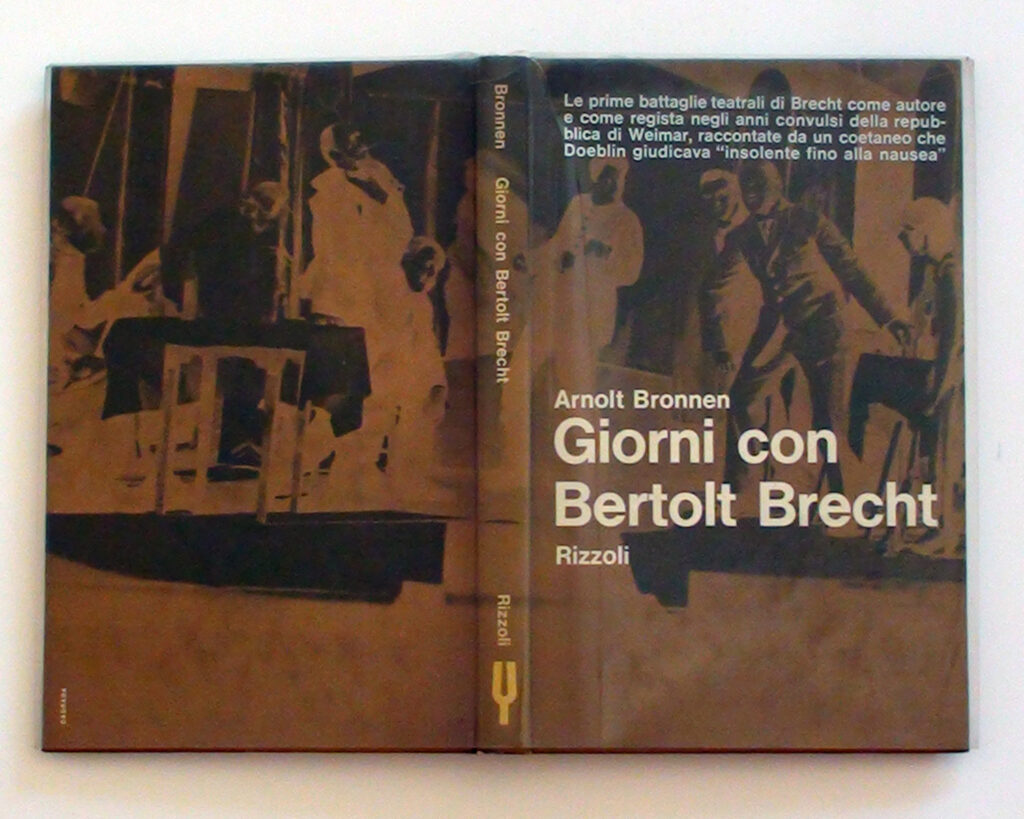 Bronnen Giorni con Bertolt Brecht Rizzoli
Le prime battaglie teatrali di Brecht come autore
e come regista negli anni convulsi della repub-
blica di Weimar, raccontate da un coetaneo che
Doeblin giudicava "insolente fino alla nausea"
Arnolt Bronnen
Giorni con
Bertolt Brecht
Rizzoli